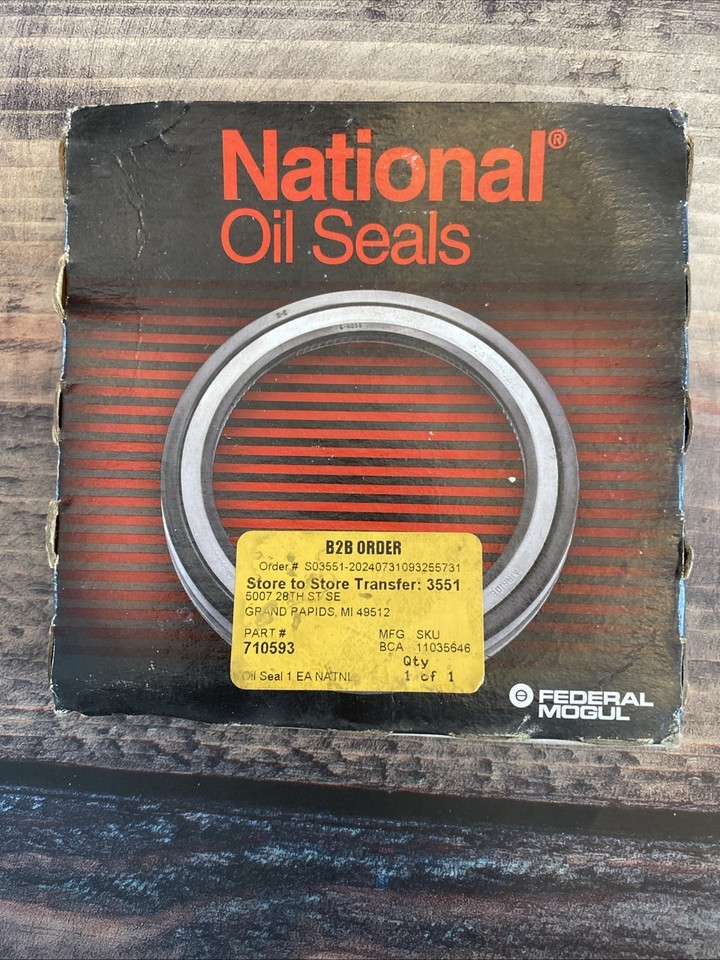 National®
Oil Seals
NATIONAL
B2B ORDER
Order # S03551-20240731093255731
Store to Store Transfer: 3551
5007 28TH ST SE
GRAND RAPIDS, MI 49512
PART # MFG SKU
710593 BCA 11035646
Qty
Oil Seal 1 EA NATNL 1 of 1
FEDERAL
MOGUL